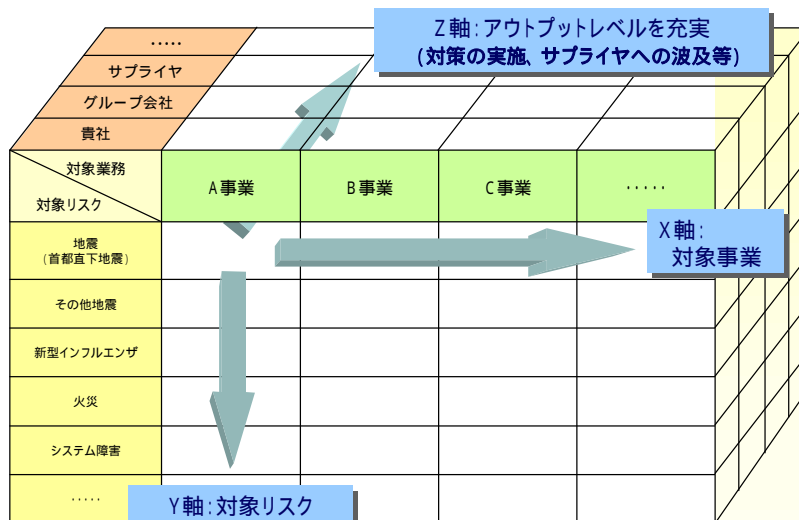 Z軸:アウトプットレベルを充実
(対策の実施、サプライヤへの波及等)
・・・・・
サプライヤ
グループ会社
貴社
対象業務
対象リスク
A事業
B事業
C事業
・・・・・
X軸:
対象事業
地震
(首都直下地震)
その他地震
新型インフルエンザ
火災
システム障害
・・・・・
Y軸:対象リスク